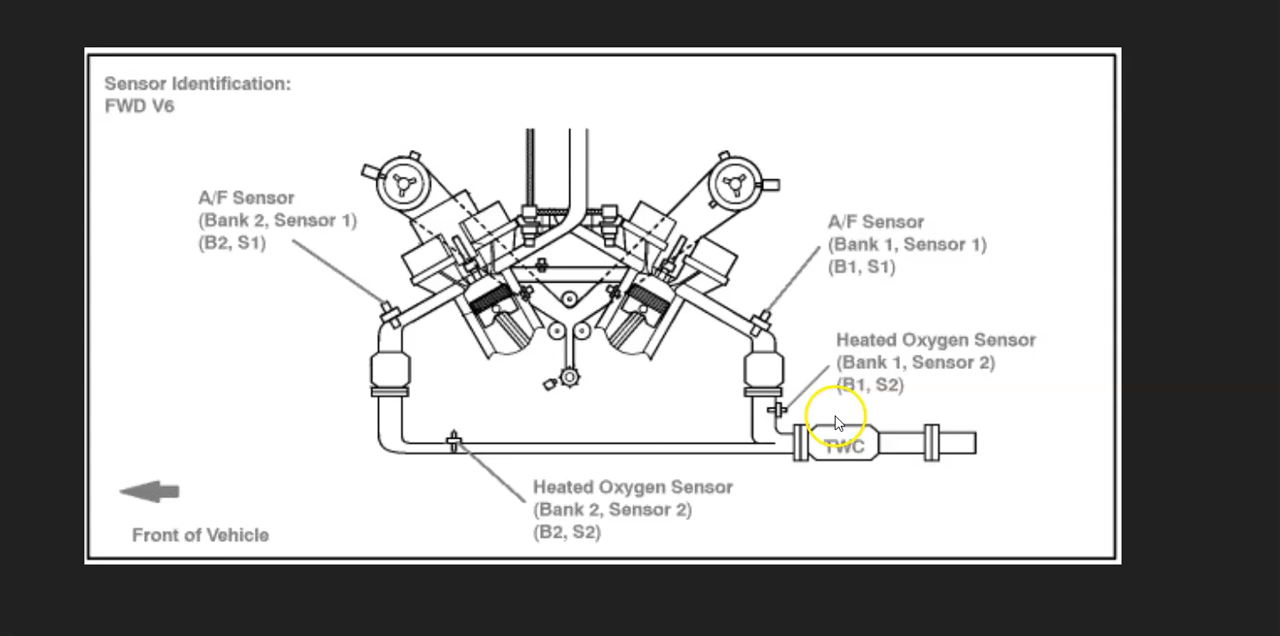 Sensor Identification:
FWD V6
A/F Sensor
(Bank 2, Sensor 1)
(B2, S1)
A/F Sensor
(Bank 1, Sensor 1)
(B1, S1)
Heated Oxygen Sensor
(Bank 1, Sensor 2)
(B1, S2)
TWC
Heated Oxygen Sensor
(Bank 2, Sensor 2)
(B2, S2)
Front of Vehicle